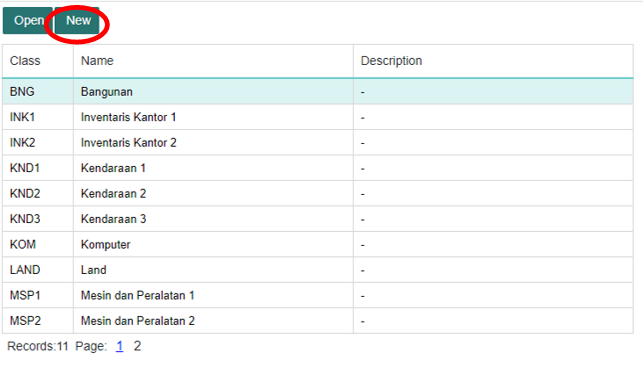 Open New
Class Name Description
BNG Bangunan -
INK1 Inventaris Kantor 1 -
INK2 Inventaris Kantor 2 -
KND1 Kendaraan 1 -
KND2 Kendaraan 2 -
KND3 Kendaraan 3 -
KOM Komputer -
LAND Land -
MSP1 Mesin dan Peralatan 1 -
MSP2 Mesin dan Peralatan 2 -
Records:11 Page: 1 2